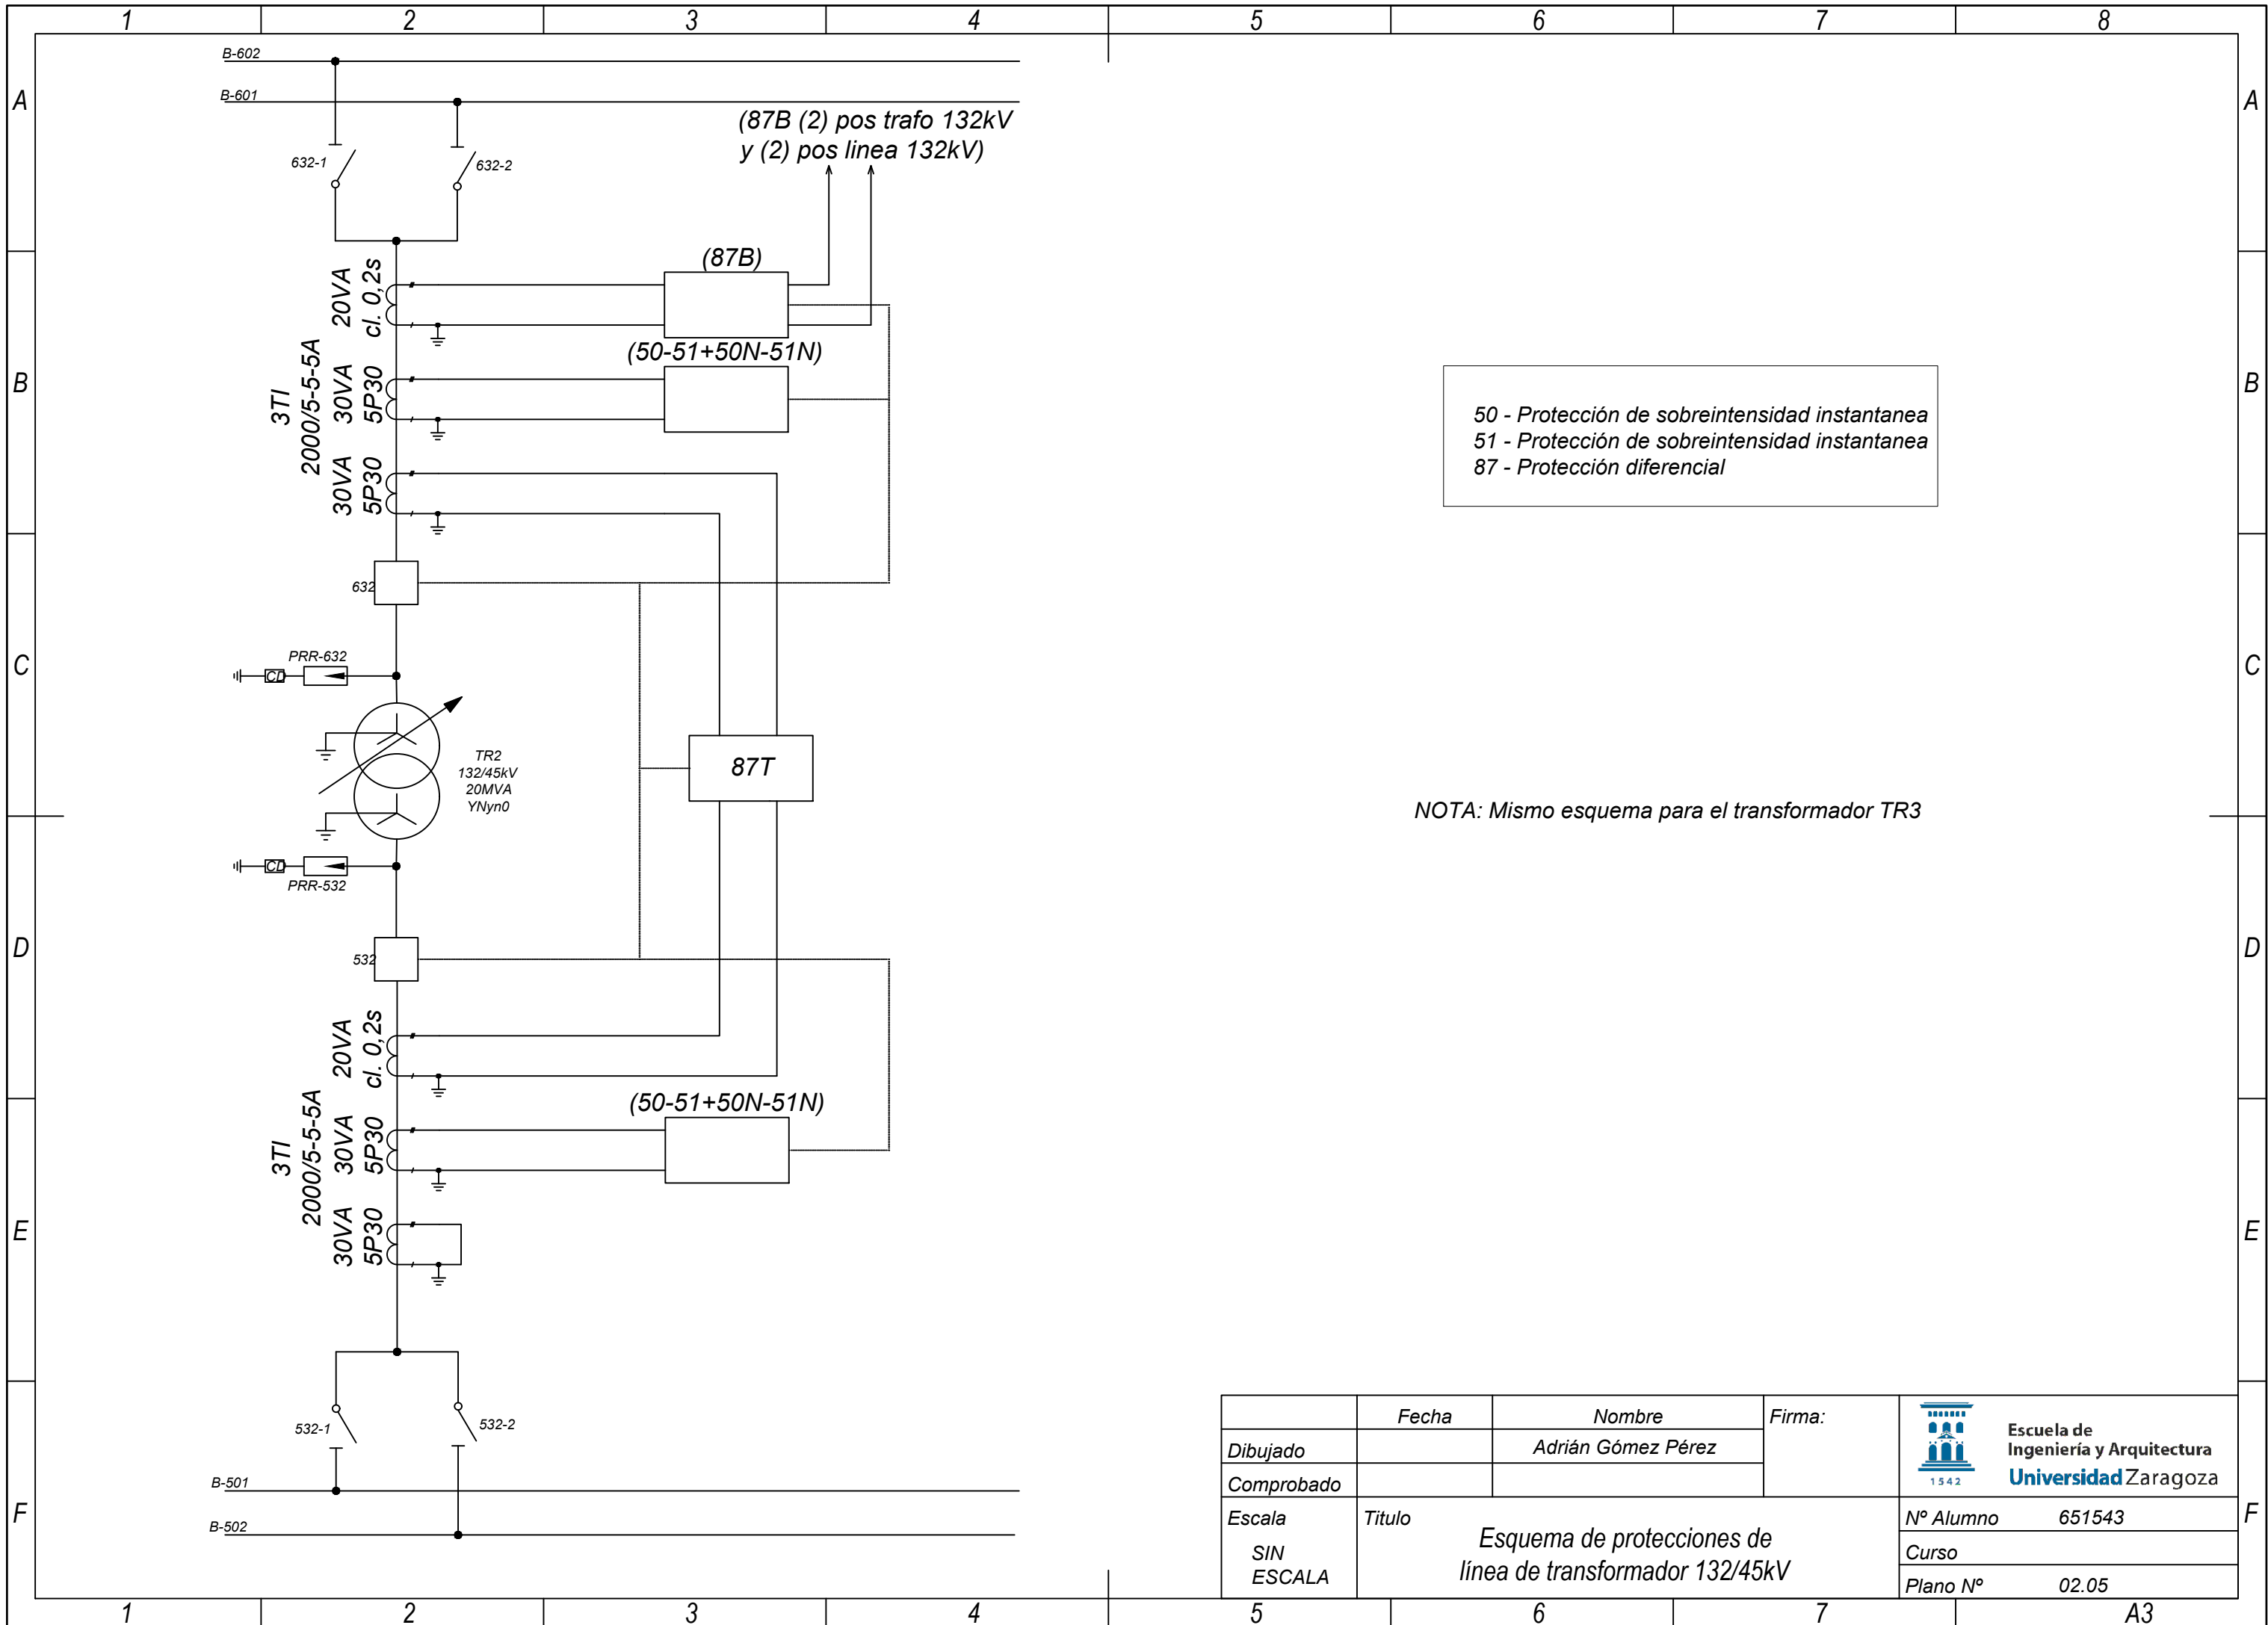 1 2 3 4 5 6 7 8
A A
B B
C C
D D
E E
F F
B-602
B-601
(87B (2) pos trafo 132kV
y (2) pos linea 132kV)
632-1
632-2
(87B)
20VA
cl. 0,2s
(50-51+50N-51N)
3TI
2000/5-5-5A
30VA
5P30
30VA
5P30
50 - Protección de sobreintensidad instantanea
51 - Protección de sobreintensidad instantanea
87 - Protección diferencial
632
PRR-632
CD
TR2
132/45kV
20MVA
YNyn0
87T
NOTA: Mismo esquema para el transformador TR3
CD
PRR-532
532
20VA
cl. 0,2s
(50-51+50N-51N)
3TI
2000/5-5-5A
30VA
5P30
30VA
5P30
532-1
532-2
B-501
B-502
Fecha Nombre Firma:
Dibujado Adrián Gómez Pérez
Comprobado
1542
Escuela de
Ingeniería y Arquitectura
Universidad Zaragoza
Escala
SIN
ESCALA
Titulo
Esquema de protecciones de
línea de transformador 132/45kV
Nº Alumno 651543
Curso
Plano Nº 02.05
1 2 3 4 5 6 7 A3